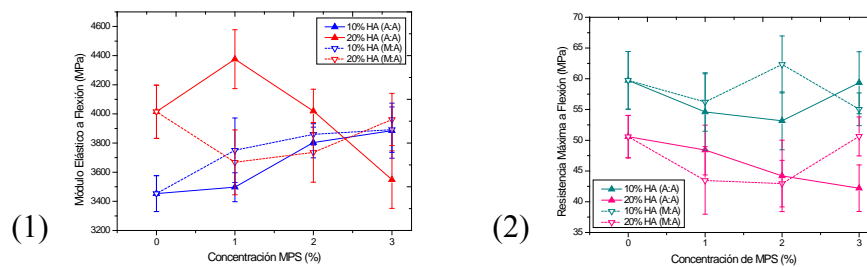 4600
4400
4200
4000
3800
3600
3400
3200
Módulo Elástico a Flexión (MPa)
10% HA (A:A)
20% HA (A:A)
10% HA (M:A)
20% HA (M:A)
0 1 2 3
Concentración MPS (%)
(1)
70
65
60
55
50
45
40
35
Resistencia Máxima a Flexión (MPa)
10% HA (A:A)
20% HA (A:A)
10% HA (M:A)
20% HA (M:A)
0 1 2 3
Concentración de MPS (%)
(2)